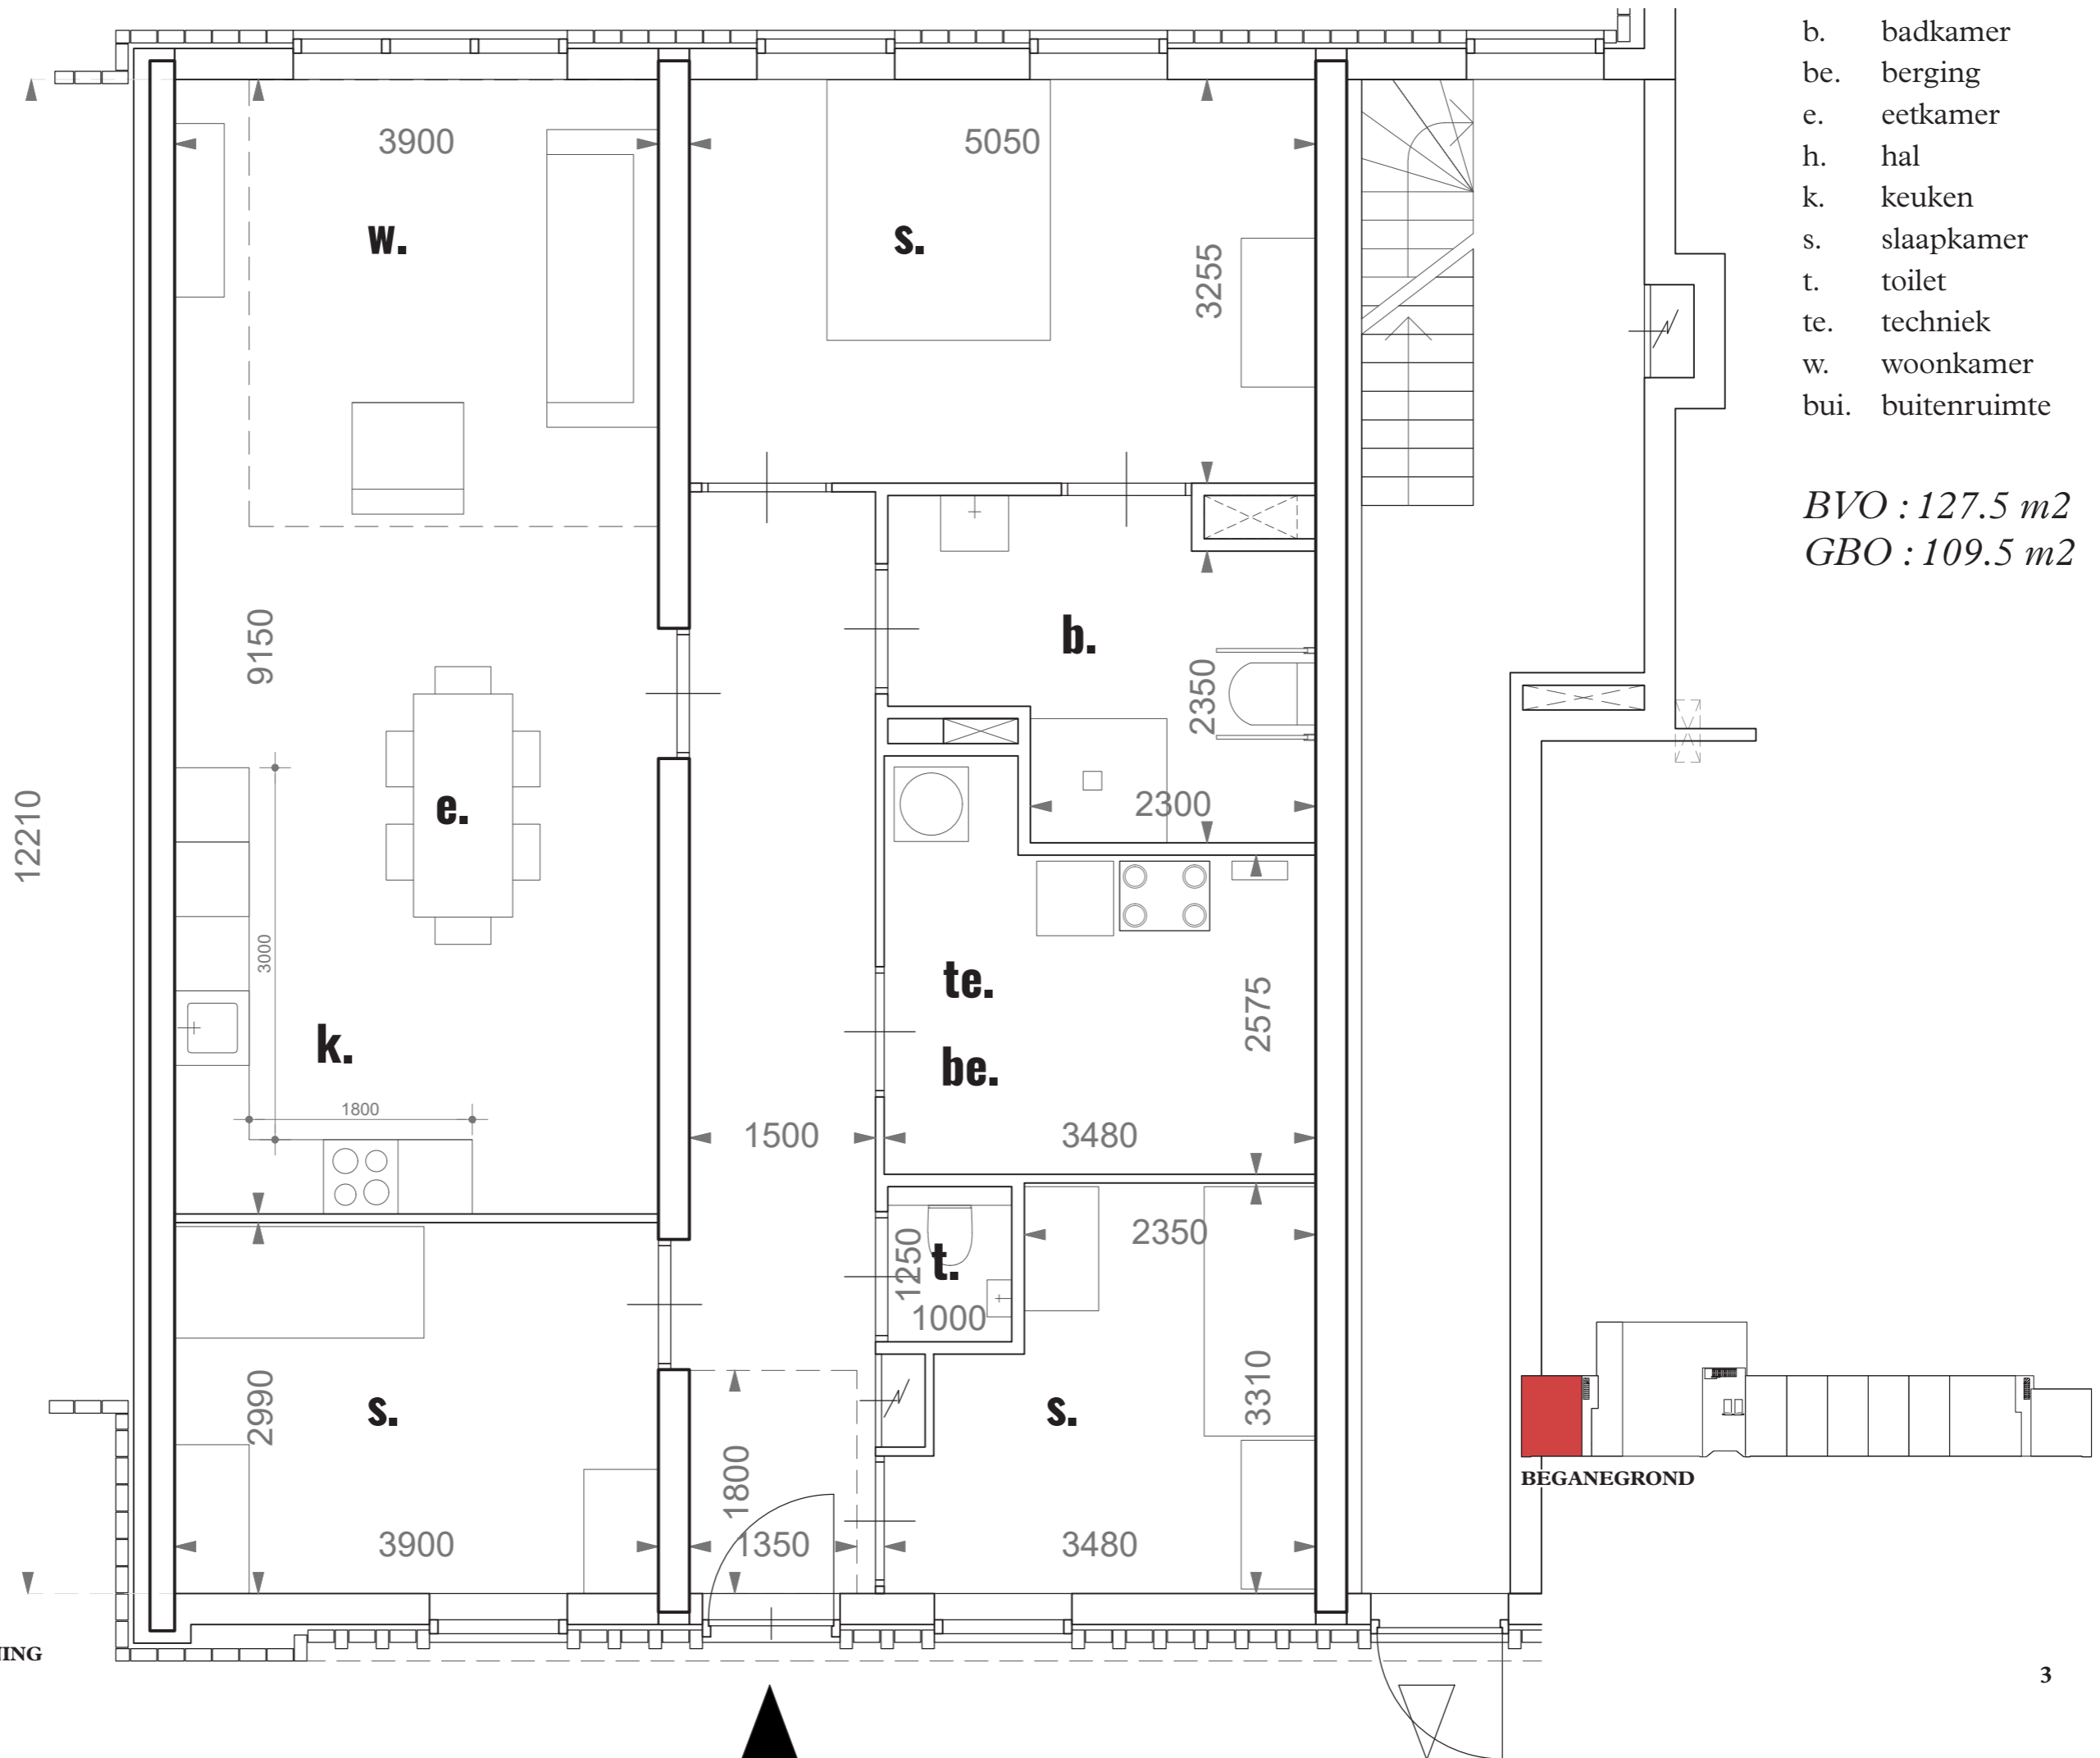 b. badkamer
be. berging
e. eetkamer
h. hal
k. keuken
s. slaapkamer
t. toilet
te. techniek
w. woonkamer
bui. buitenruimte
BVO : 127.5 m2
GBO : 109.5 m2
3900
5050
w.
s.
3255
9150
b.
2350
12210
e.
2300
3000
te.
2575
k.
be.
1800
1500
3480
1250
t.
2350
1000
2990
s.
s.
3310
1800
3900
1350
3480
BEGANEGROND
NING
3